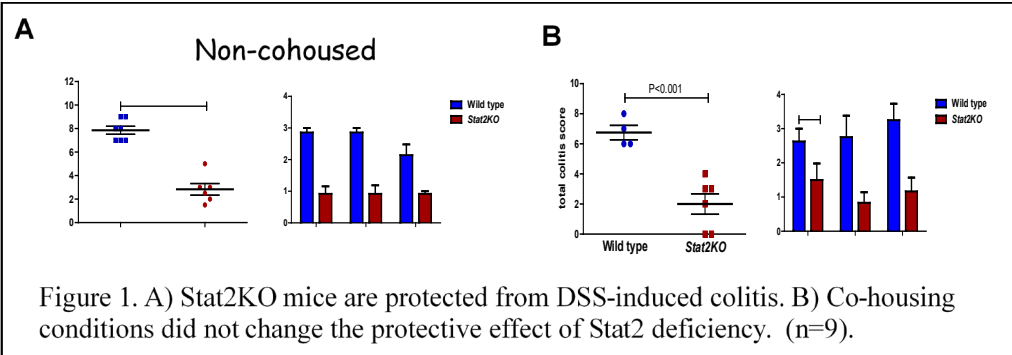 A
Non-cohoused
12
10
8
6
4
2
0
4
3
2
1
0
Wild type
Stat2KO
B
total colitis score
10
8
6
4
2
0
P<0.001
Wild type
Stat2KO
4
3
2
1
0
Wild type
Stat2KO
Figure 1. A) Stat2KO mice are protected from DSS-induced colitis. B) Co-housing
conditions did not change the protective effect of Stat2 deficiency. (n=9).